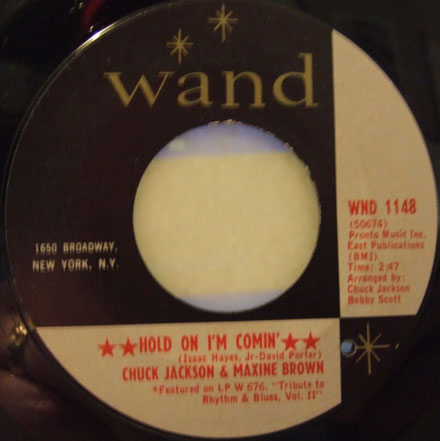 wand
WND 1148
(50674)
Pronto Music Inc.
East Publications
(BMI)
Time: 2:47
Arranged by:
Chuck Jackson
Bobby Scott
1650 BROADWAY,
NEW YORK, N.Y.
★★HOLD ON I'M COMIN'★★
(Isaac Hayes, Jr-David Porter)
CHUCK JACKSON & MAXINE BROWN
*Featured on LP W 676. "Tribute to
Rhythm & Blues, Vol. II"